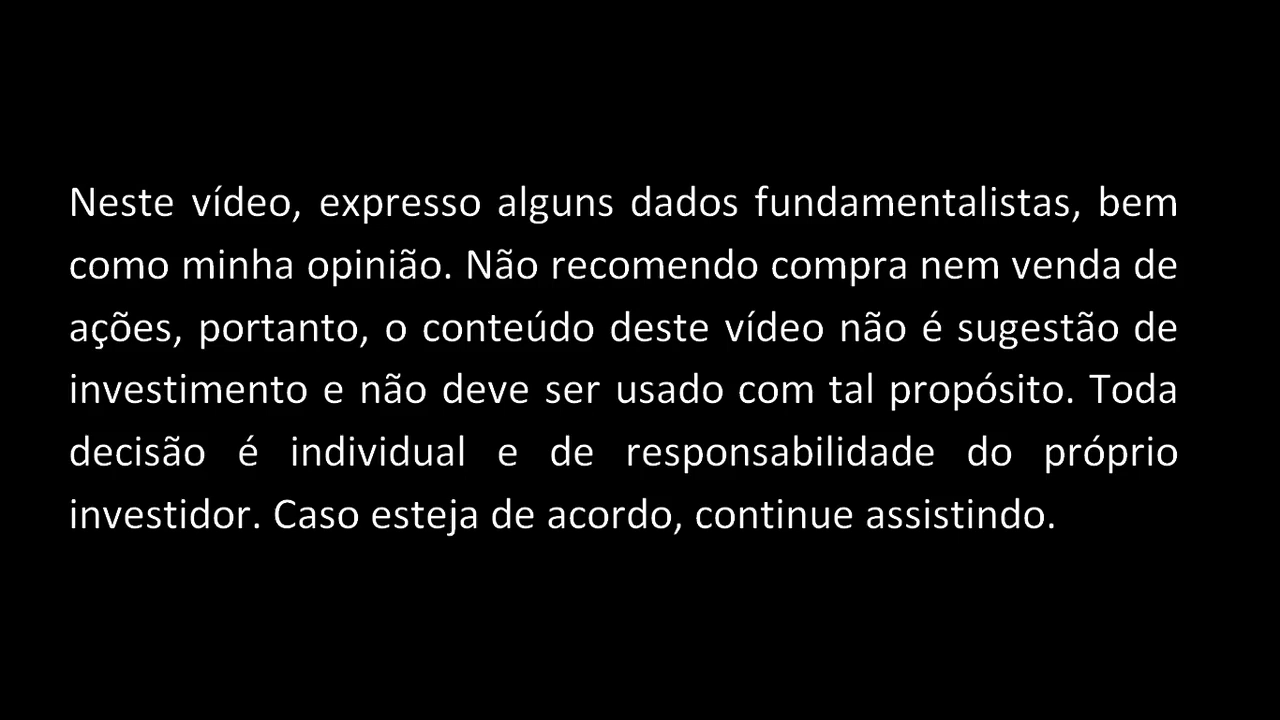 Neste vídeo, expresso alguns dados fundamentalistas, bem
como minha opinião. Não recomendo compra nem venda de
ações, portanto, o conteúdo deste vídeo não é sugestão de
investimento e não deve ser usado com tal propósito. Toda
decisão é individual e de responsabilidade do próprio
investidor. Caso esteja de acordo, continue assistindo.